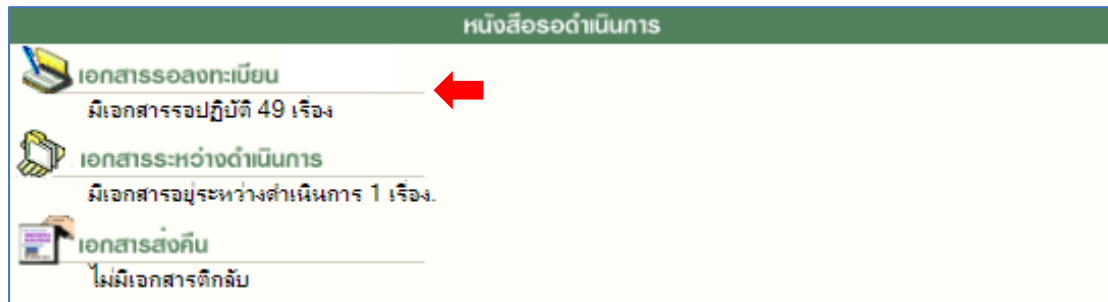 หนังสือรอดำเนินการ
เอกสารรอลงทะเบียน
มีเอกสารรอปฏิบัติ 49 เรื่อง
เอกสารระหว่างดำเนินการ
มีเอกสารอยู่ระหว่างดำเนินการ 1 เรื่อง.
เอกสารส่งคืน
ไม่มีเอกสารตีกลับ